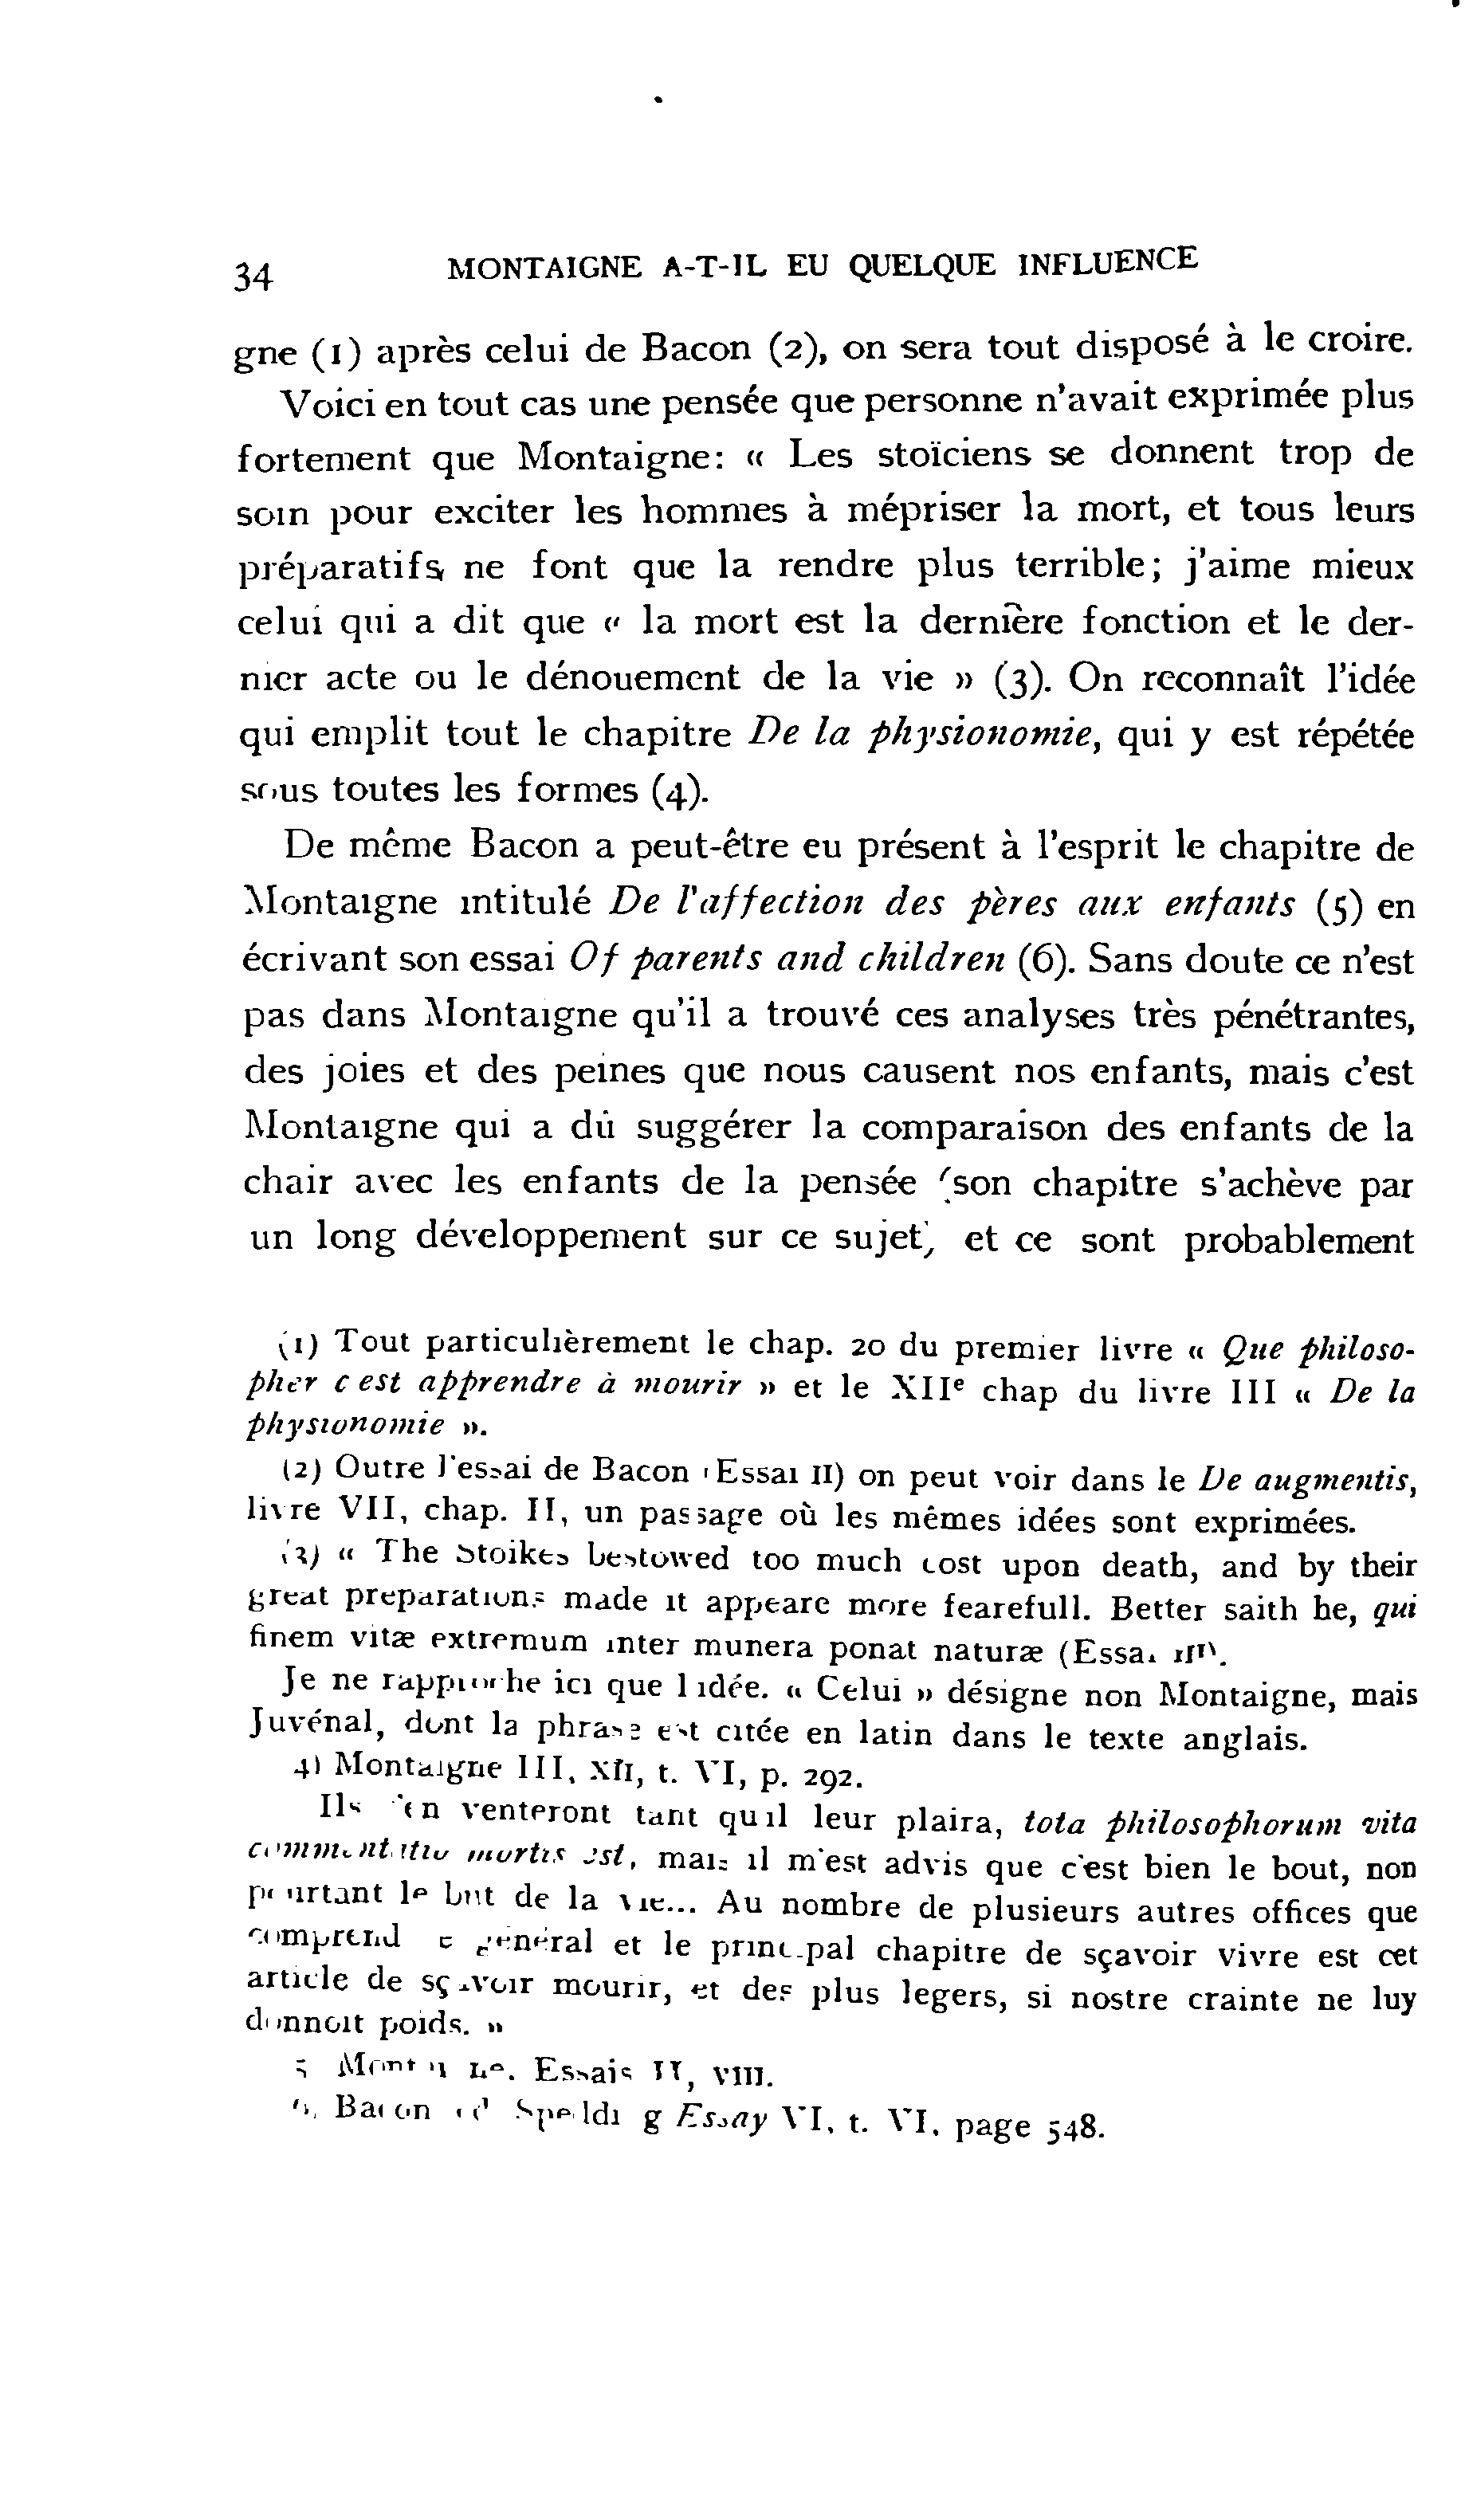 34 MONTAIGNE A-T-IL EU QUELQUE INFLUENCE
gne (1) après celui de Bacon (2), on sera tout disposé à le croire.
Voici en tout cas une pensée que personne n'avait exprimée plus
fortement que Montaigne: « Les stoïciens se donnent trop de
soin pour exciter les hommes à mépriser la mort, et tous leurs
préparatifs ne font que la rendre plus terrible; j'aime mieux
celui qui a dit que « la mort est la dernière fonction et le der-
nier acte ou le dénouement de la vie » (3). On reconnaît l'idée
qui emplit tout le chapitre De la physionomie, qui y est répétée
sous toutes les formes (4).
De même Bacon a peut-être eu présent à l'esprit le chapitre de
Montaigne intitulé De l'affection des pères aux enfants (5) en
écrivant son essai Of parents and children (6). Sans doute ce n'est
pas dans Montaigne qu'il a trouvé ces analyses très pénétrantes,
des joies et des peines que nous causent nos enfants, mais c'est
Montaigne qui a dû suggérer la comparaison des enfants de la
chair avec les enfants de la pensée (son chapitre s'achève par
un long développement sur ce sujet), et ce sont probablement
(1) Tout particulièrement le chap. 20 du premier livre « Que philoso-
pher c est apprendre à mourir » et le XIIe chap du livre III « De la
physionomie ».
(2) Outre l'essai de Bacon (Essai II) on peut voir dans le De augmentis,
livre VII, chap. II, un passage où les mêmes idées sont exprimées.
(3) « The Stoikes bestowed too much cost upon death, and by their
great preparations made it appeare more fearefull. Better saith he, qui
finem vitæ extremum inter munera ponat naturæ (Essai
Je ne rapproche ici que l idée. « Celui » désigne non Montaigne, mais
Juvénal, dont la phrase est citée en latin dans le texte anglais.
4) Montaigne III, XII, t. VI, p. 292.
Ils s'en venteront tant qu il leur plaira, tota philosophorum vita
commentatio mortis est, mais il m'est advis que c'est bien le bout, non
pourtant le but de la vie... Au nombre de plusieurs autres offices que
comprend général et le principal chapitre de sçavoir vivre est cet
article de sçavoir mourir, et des plus legers, si nostre crainte ne luy
donnoit poids. »
5 Montaigne. Essais II, VIII.
6. Bacon ed Spelding Essay VI, t. VI, page 548.